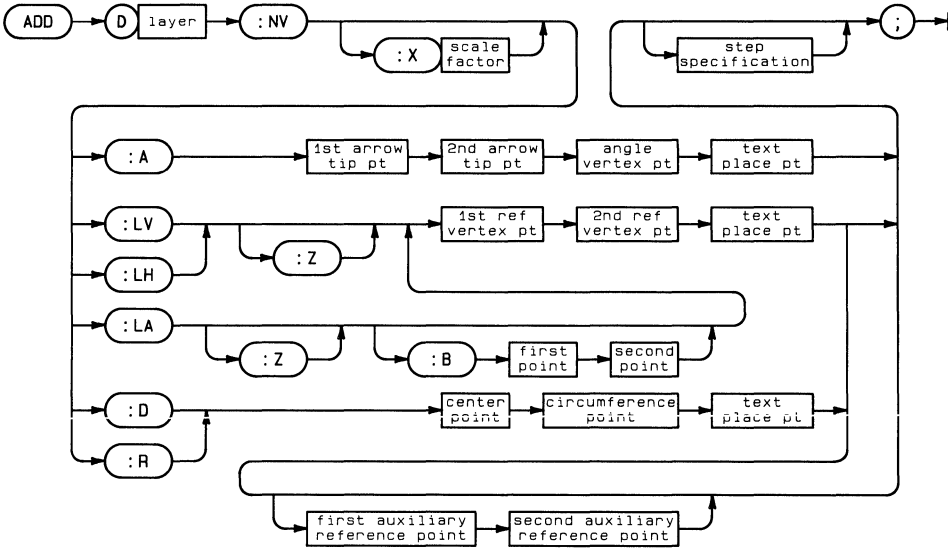 ADD D layer :NV :X scale factor step specification ;
:A 1st arrow tip pt 2nd arrow tip pt angle vertex pt text place pt
:LV 1st ref vertex pt 2nd ref vertex pt text place pt
:Z
:LH
:LA
:Z :B first point second point
:D center point circumference point text place pt
:R
first auxiliary reference point second auxiliary reference point